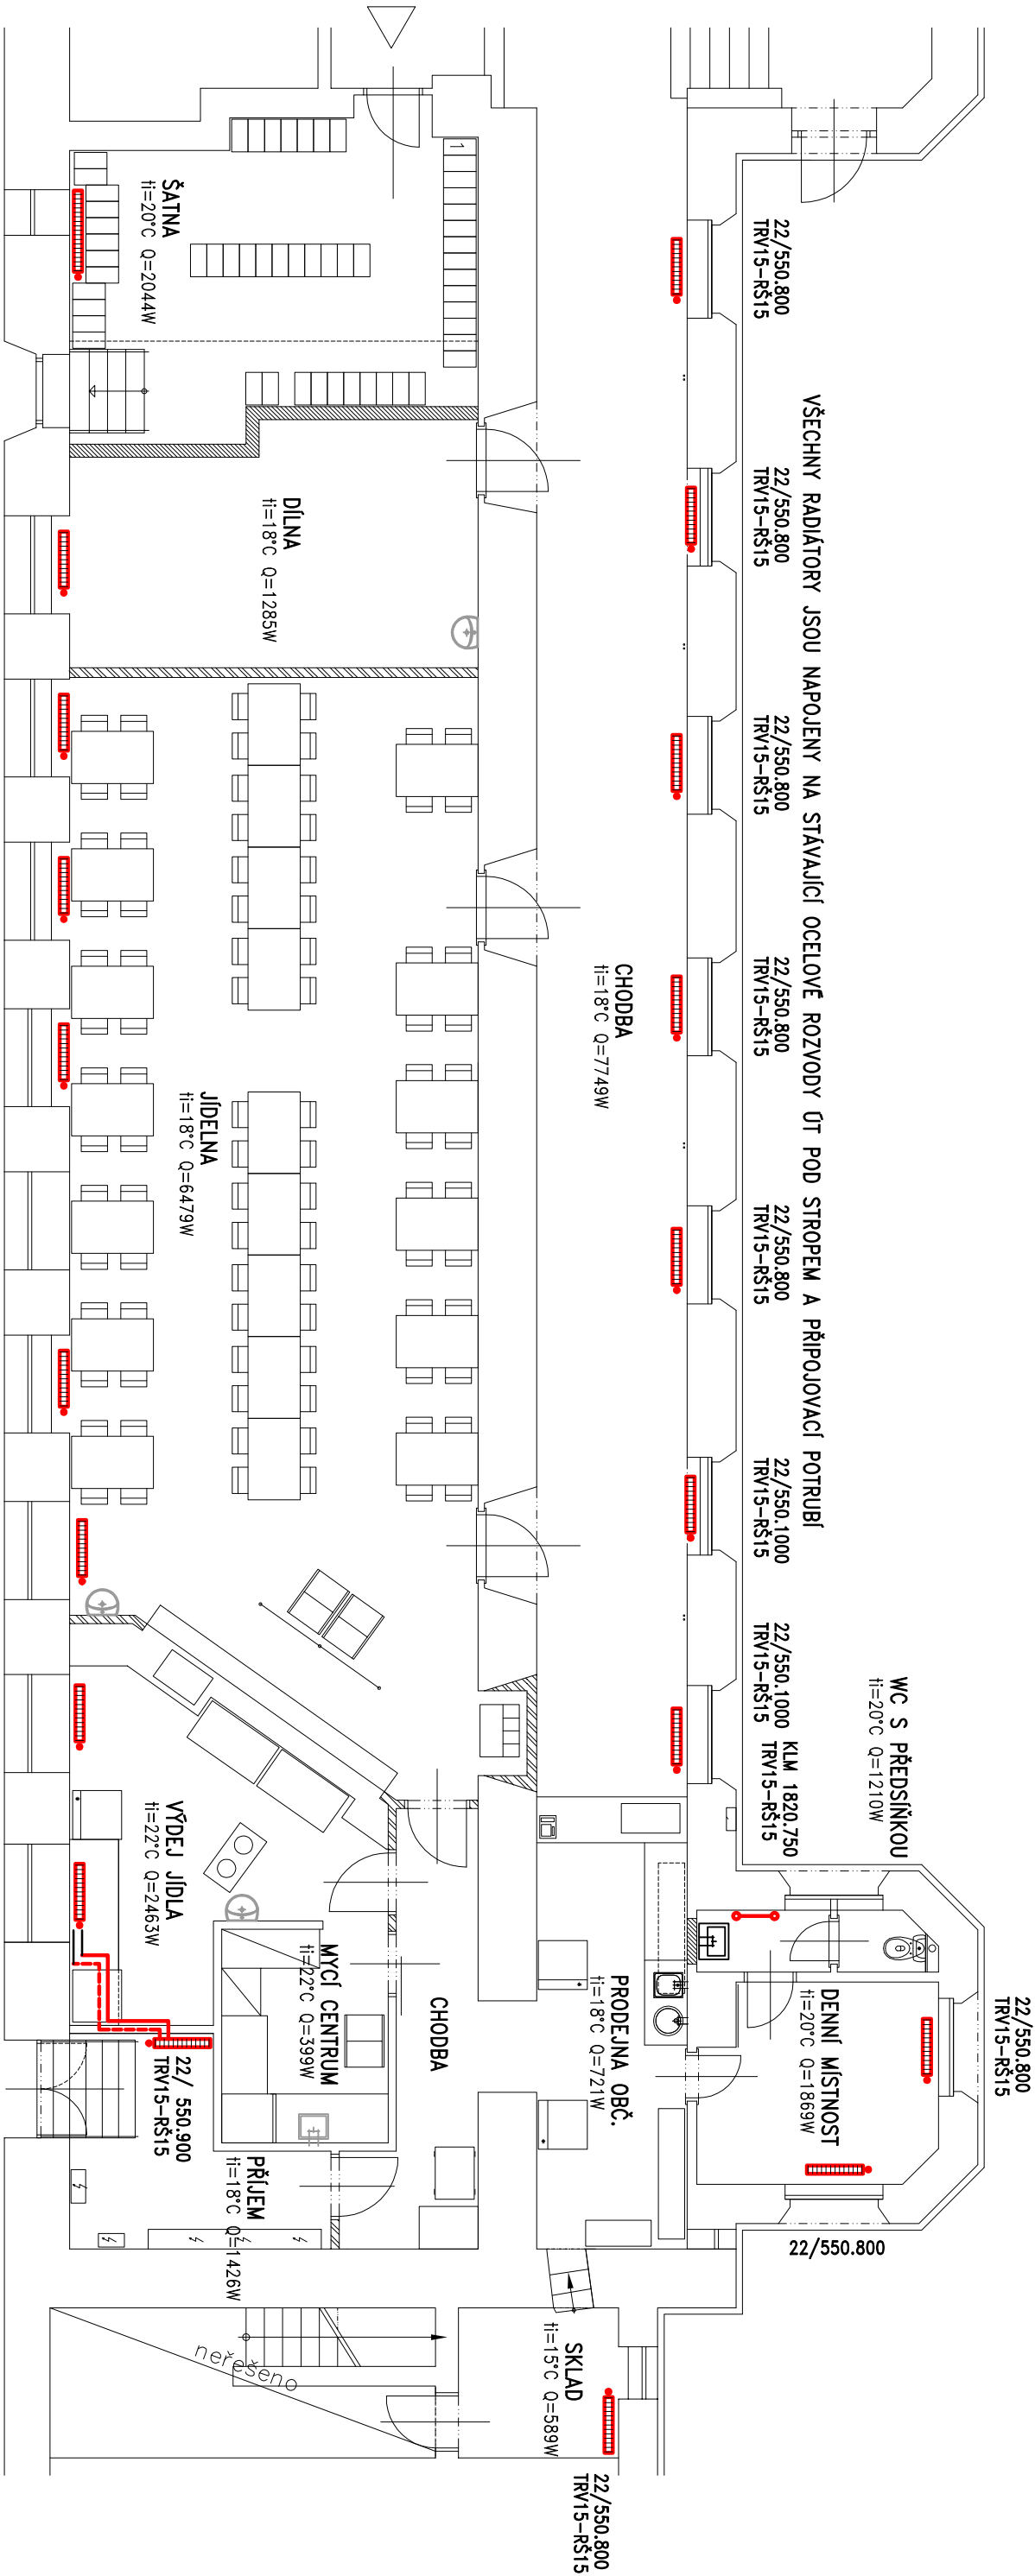 22/550.800
TRV15-RŠ15
22/550.800
TRV15-RŠ15
22/550.800
TRV15-RŠ15
22/550.800
TRV15-RŠ15
22/550.800
TRV15-RŠ15
22/550.1000
TRV15-RŠ15
22/550.1000
TRV15-RŠ15
KLM 1820.750
TRV15-RŠ15
VŠECHNY RADIÁTORY JSOU NAPOJENY NA STÁVAJÍCÍ OCELOVÉ ROZVODY ÚT POD STROPEM A PŘIPOJOVACÍ POTRUBÍ
WC S PŘEDSÍŇKOU
ti=20°C Q=1210W
22/550.800
TRV15-RŠ15
DENNÍ MÍSTNOST
ti=20°C Q=1869W
22/550.800
1
ŠATNA
ti=20°C Q=2044W
DÍLNA
ti=18°C Q=1285W
CHODBA
ti=18°C Q=7749W
JÍDELNA
ti=18°C Q=6479W
PRODEJNA OBČ.
ti=18°C Q=721W
CHODBA
MYCÍ CENTRUM
ti=22°C Q=399W
VÝDEJ JÍDLA
ti=22°C Q=2463W
22/ 550.900
TRV15-RŠ15
PŘÍJEM
ti=18°C Q=1426W
SKLAD
ti=15°C Q=589W
22/550.800
TRV15-RŠ15
neřešeno